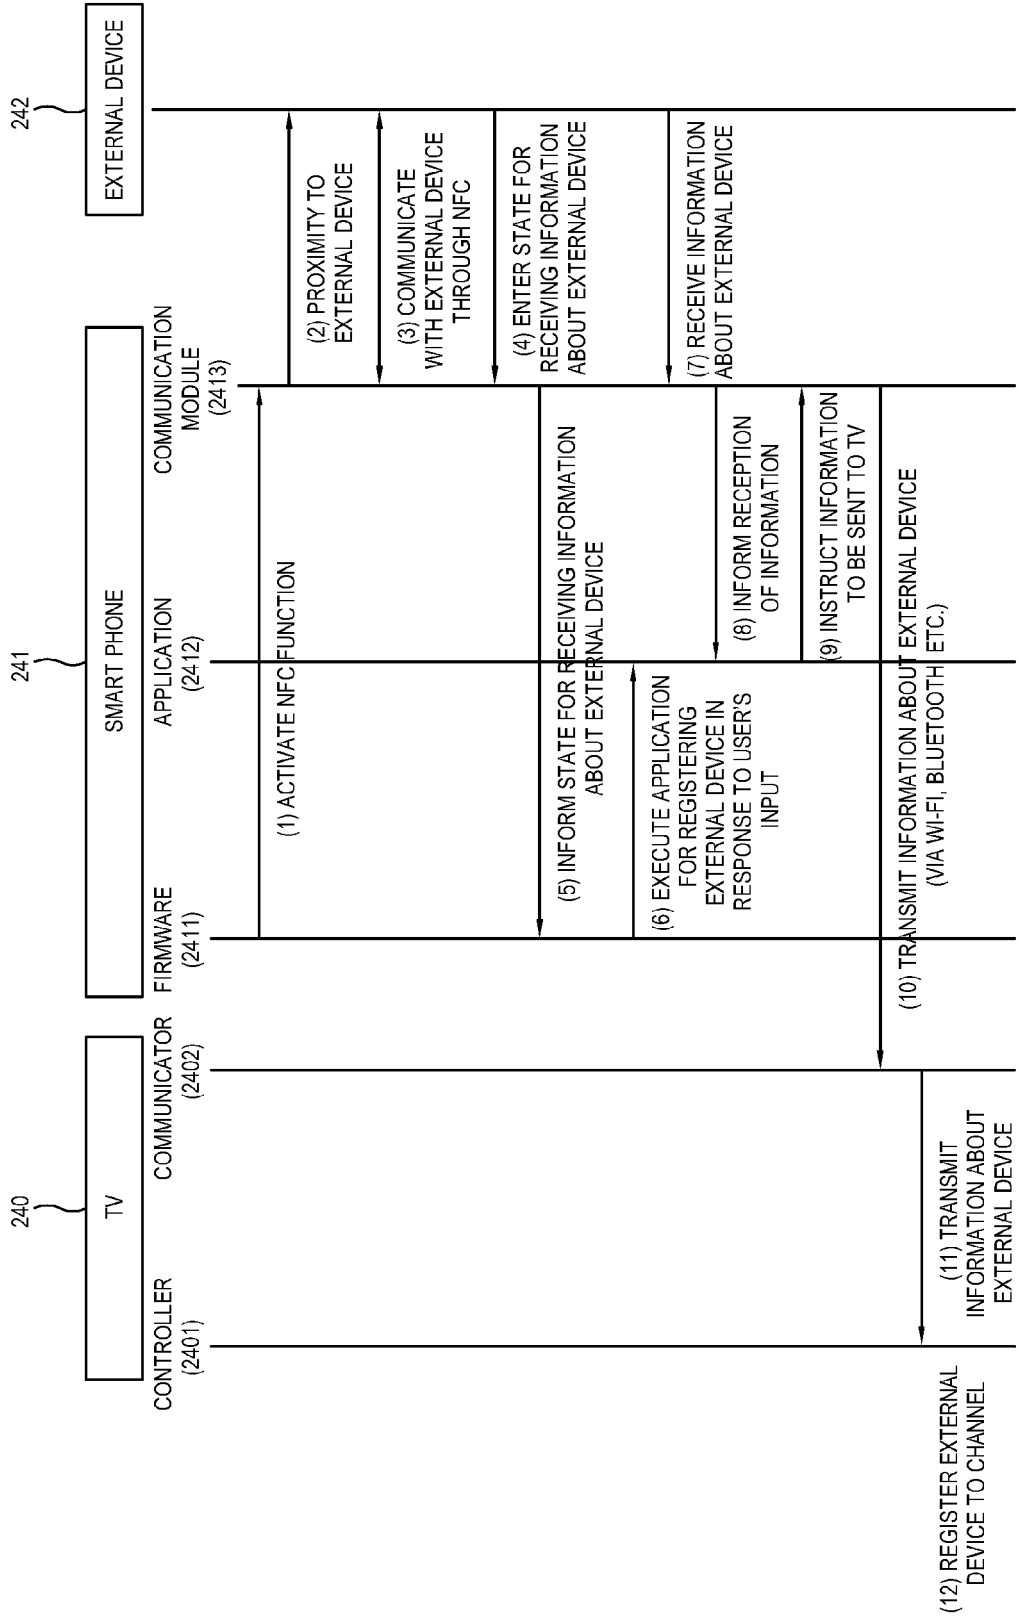 240
TV
241
SMART PHONE
242
EXTERNAL DEVICE
CONTROLLER
(2401)
COMMUNICATOR
(2402)
FIRMWARE
(2411)
APPLICATION
(2412)
COMMUNICATION
MODULE
(2413)
(1) ACTIVATE NFC FUNCTION
(2) PROXIMITY TO
EXTERNAL DEVICE
(3) COMMUNICATE
WITH EXTERNAL DEVICE
THROUGH NFC
(4) ENTER STATE FOR
RECEIVING INFORMATION
ABOUT EXTERNAL DEVICE
(5) INFORM STATE FOR RECEIVING INFORMATION
ABOUT EXTERNAL DEVICE
(6) EXECUTE APPLICATION
FOR REGISTERING
EXTERNAL DEVICE IN
RESPONSE TO USER'S
INPUT
(7) RECEIVE INFORMATION
ABOUT EXTERNAL DEVICE
(8) INFORM RECEPTION
OF INFORMATION
(9) INSTRUCT INFORMATION
TO BE SENT TO TV
(10) TRANSMIT INFORMATION ABOUT EXTERNAL DEVICE
(VIA WI-FI, BLUETOOTH ETC.)
(11) TRANSMIT
INFORMATION ABOUT
EXTERNAL DEVICE
(12) REGISTER EXTERNAL
DEVICE TO CHANNEL